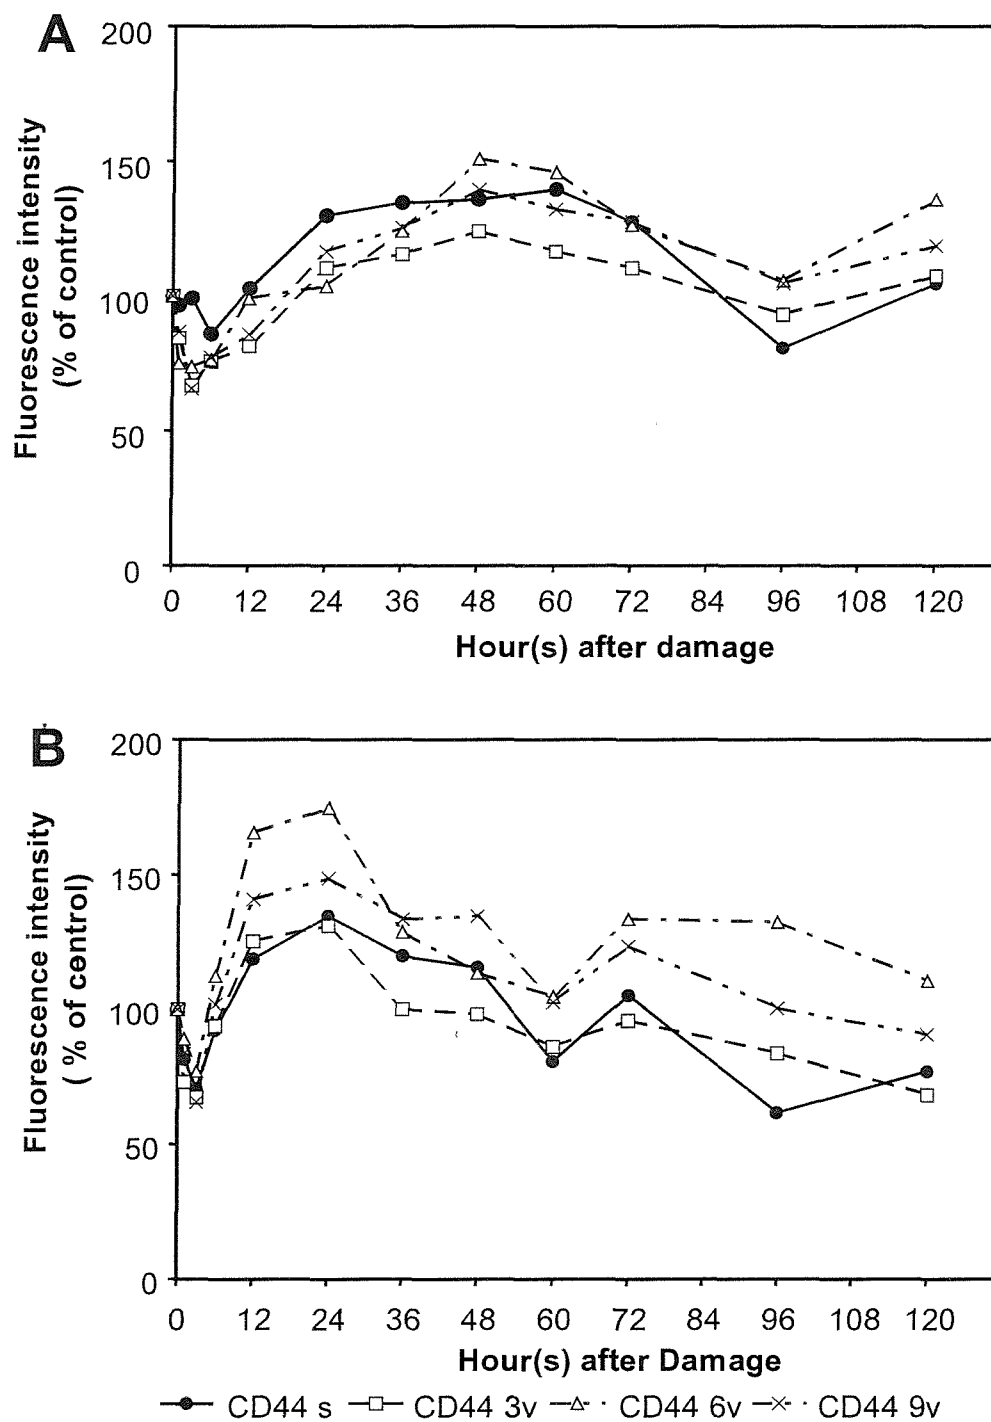 A
200
150
100
50
0
Fluorescence intensity
(% of control)
0 12 24 36 48 60 72 84 96 108 120
Hour(s) after damage
B
200
150
100
50
0
Fluorescence intensity
( % of control)
0 12 24 36 48 60 72 84 96 108 120
Hour(s) after Damage
CD44 s CD44 3v CD44 6v CD44 9v